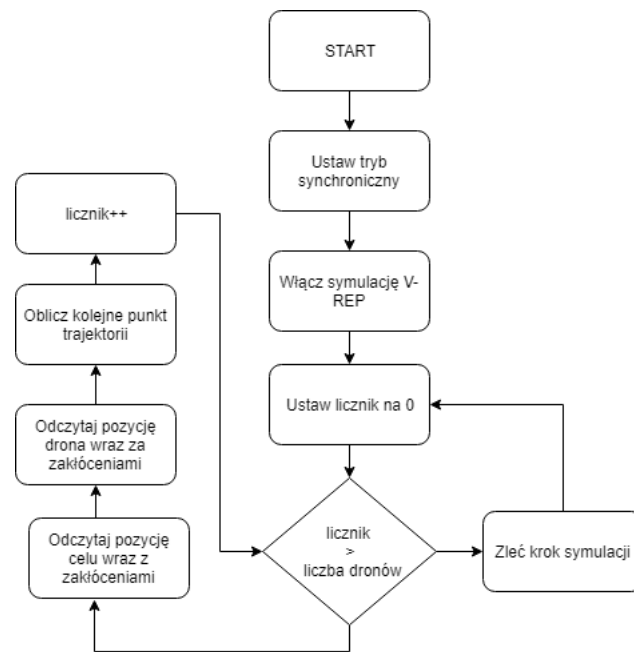 START
Ustaw tryb
synchroniczny
Włącz symulację V-
REP
Ustaw licznik na 0
licznik
>
liczba dronów
Zleć krok symulacji
Odczytaj pozycję
celu wraz z
zakłóceniami
Odczytaj pozycję
drona wraz za
zakłóceniami
Oblicz kolejne punkt
trajektorii
licznik++